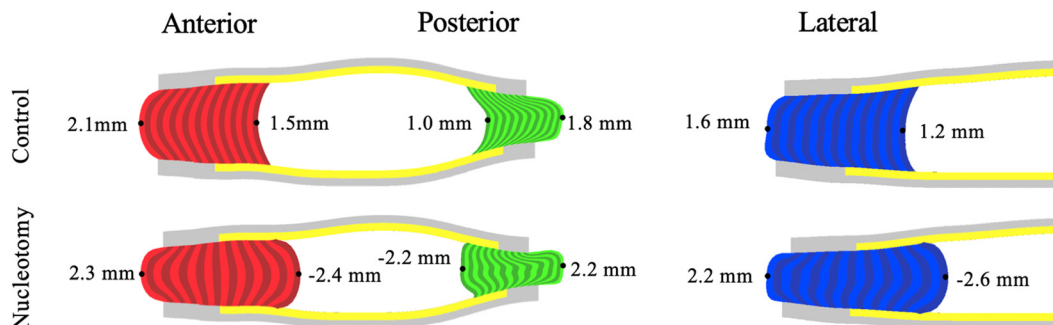 Anterior
Posterior
Lateral
Control
2.1mm
1.5mm
1.0 mm
1.8 mm
1.6 mm
1.2 mm
Nucleotomy
2.3 mm
-2.4 mm
-2.2 mm
2.2 mm
2.2 mm
-2.6 mm